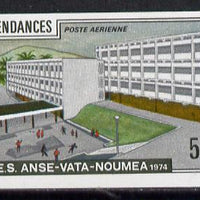 ENDANCES
POSTE AERIENNE
5
E.S. ANSE-VATA-NOUMEA 1974